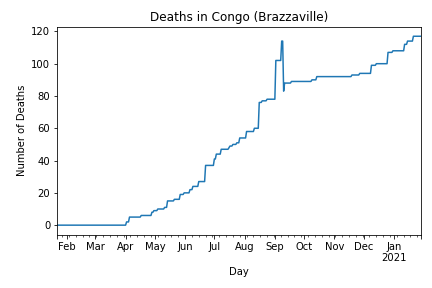 Deaths in Congo (Brazzaville)
120
100
80
60
40
20
0
Number of Deaths
Feb Mar Apr May Jun Jul Aug Sep Oct Nov Dec Jan
2021
Day